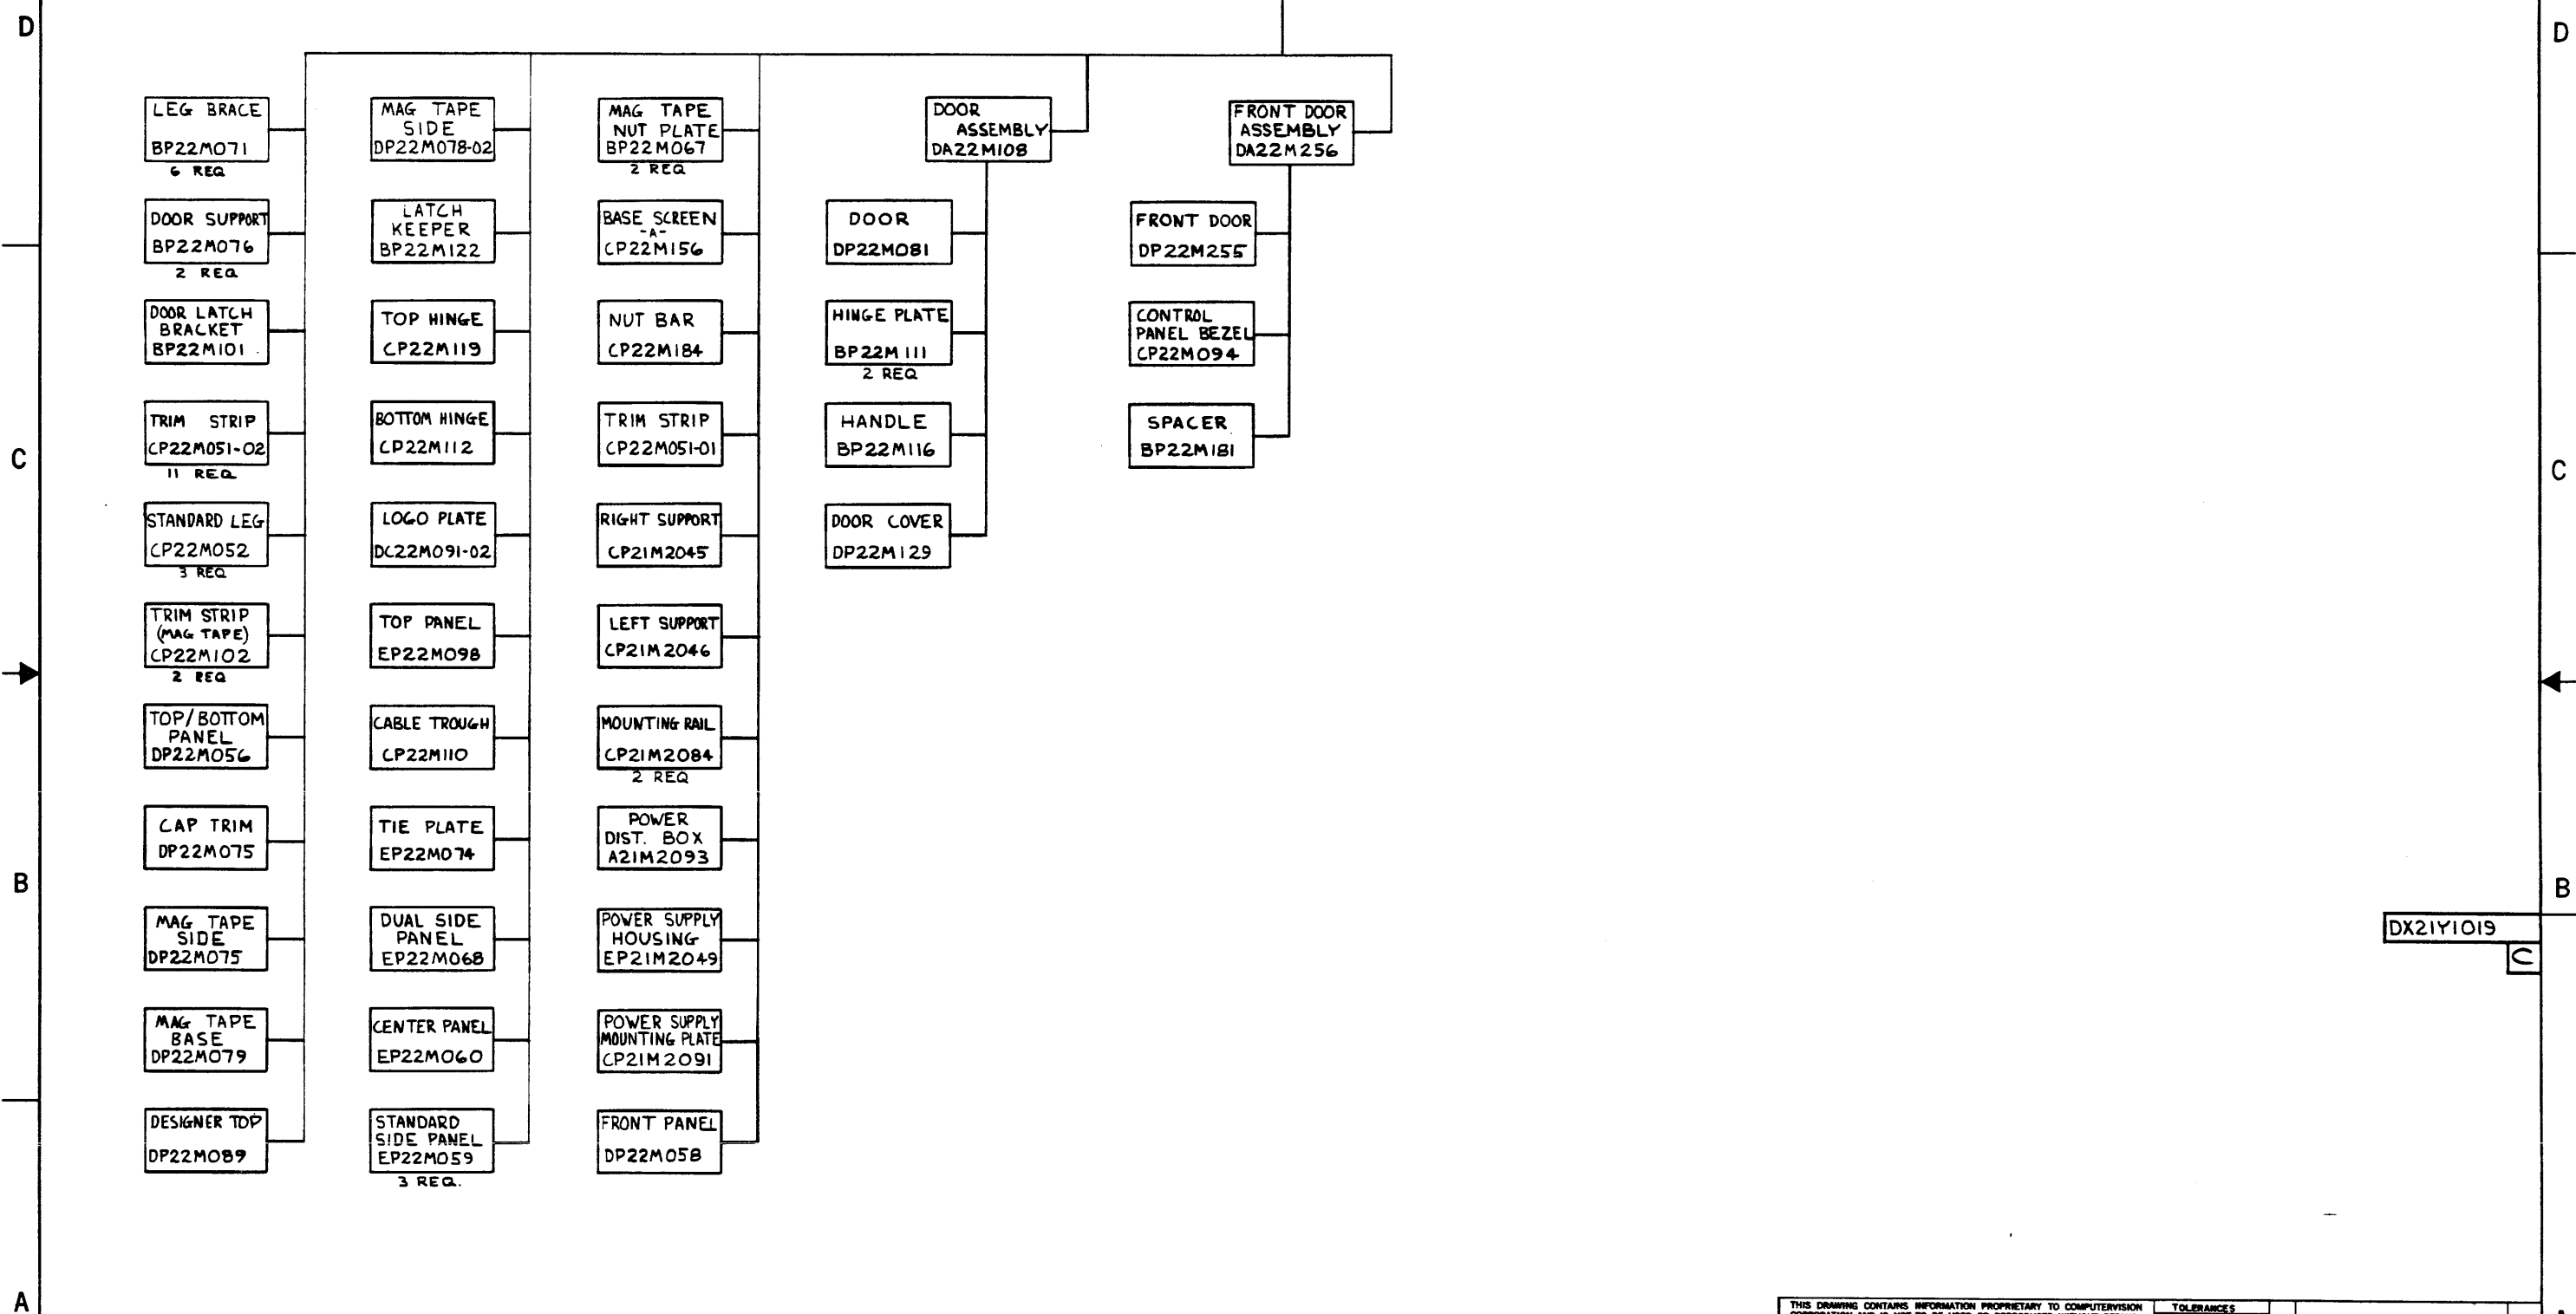 D
D
LEG BRACE
BP22M071
6 REQ
DOOR SUPPORT
BP22M076
2 REQ
DOOR LATCH
BRACKET
BP22M101
TRIM STRIP
CP22M051-02
11 REQ
STANDARD LEG
CP22M052
3 REQ
TRIM STRIP
(MAG TAPE)
CP22M102
2 REQ
TOP/BOTTOM
PANEL
DP22M056
CAP TRIM
DP22M075
MAG TAPE
SIDE
DP22M075
MAG TAPE
BASE
DP22M079
DESIGNER TOP
DP22M089
MAG TAPE
SIDE
DP22M078-02
LATCH
KEEPER
BP22M122
TOP HINGE
CP22M119
BOTTOM HINGE
CP22M112
LOGO PLATE
DC22M091-02
TOP PANEL
EP22M098
CABLE TROUGH
CP22M110
TIE PLATE
EP22M074
DUAL SIDE
PANEL
EP22M068
CENTER PANEL
EP22M060
STANDARD
SIDE PANEL
EP22M059
3 REQ.
MAG TAPE
NUT PLATE
BP22M067
2 REQ
BASE SCREEN
-A-
CP22M156
NUT BAR
CP22M184
TRIM STRIP
CP22M051-01
RIGHT SUPPORT
CP21M2045
LEFT SUPPORT
CP21M2046
MOUNTING RAIL
CP21M2084
2 REQ
POWER
DIST. BOX
A21M2093
POWER SUPPLY
HOUSING
EP21M2049
POWER SUPPLY
MOUNTING PLATE
CP21M2091
FRONT PANEL
DP22M058
DOOR
ASSEMBLY
DA22M108
DOOR
DP22M081
HINGE PLATE
BP22M111
2 REQ
HANDLE
BP22M116
DOOR COVER
DP22M129
FRONT DOOR
ASSEMBLY
DA22M256
FRONT DOOR
DP22M255
CONTROL
PANEL BEZEL
CP22M094
SPACER
BP22M181
C
C
B
B
DX21Y1019
C
A
THIS DRAWING CONTAINS INFORMATION PROPRIETARY TO COMPUTERVISION
TOLERANCES